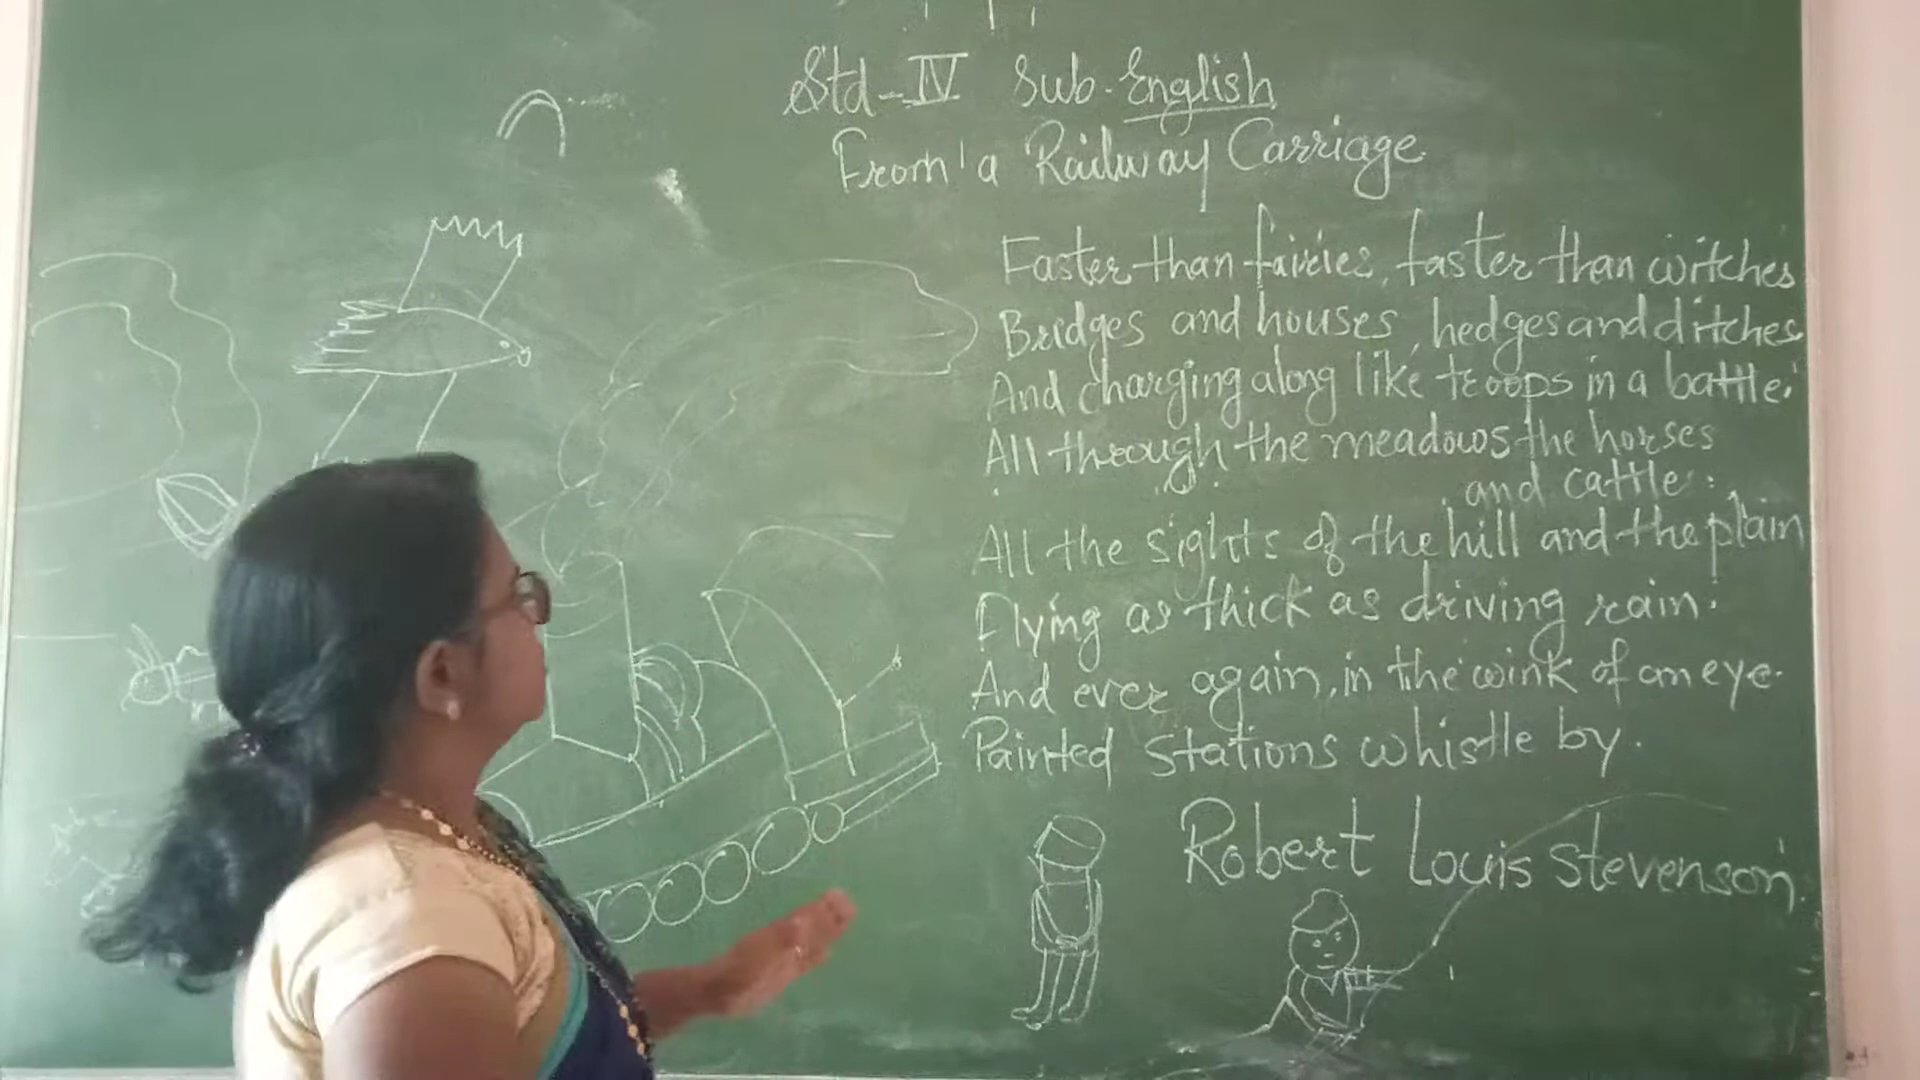 Std-IV Sub-English
From a Railway Carriage
Faster than fairies, faster than witches
Bridges and houses, hedges and ditches
And charging along like troops in a battle.
All through the meadows the horses
and cattle:
All the sights of the hill and the plain
Flying as thick as driving rain.
And ever again, in the wink of an eye.
Painted Stations whistle by.
Robert Louis Stevenson.